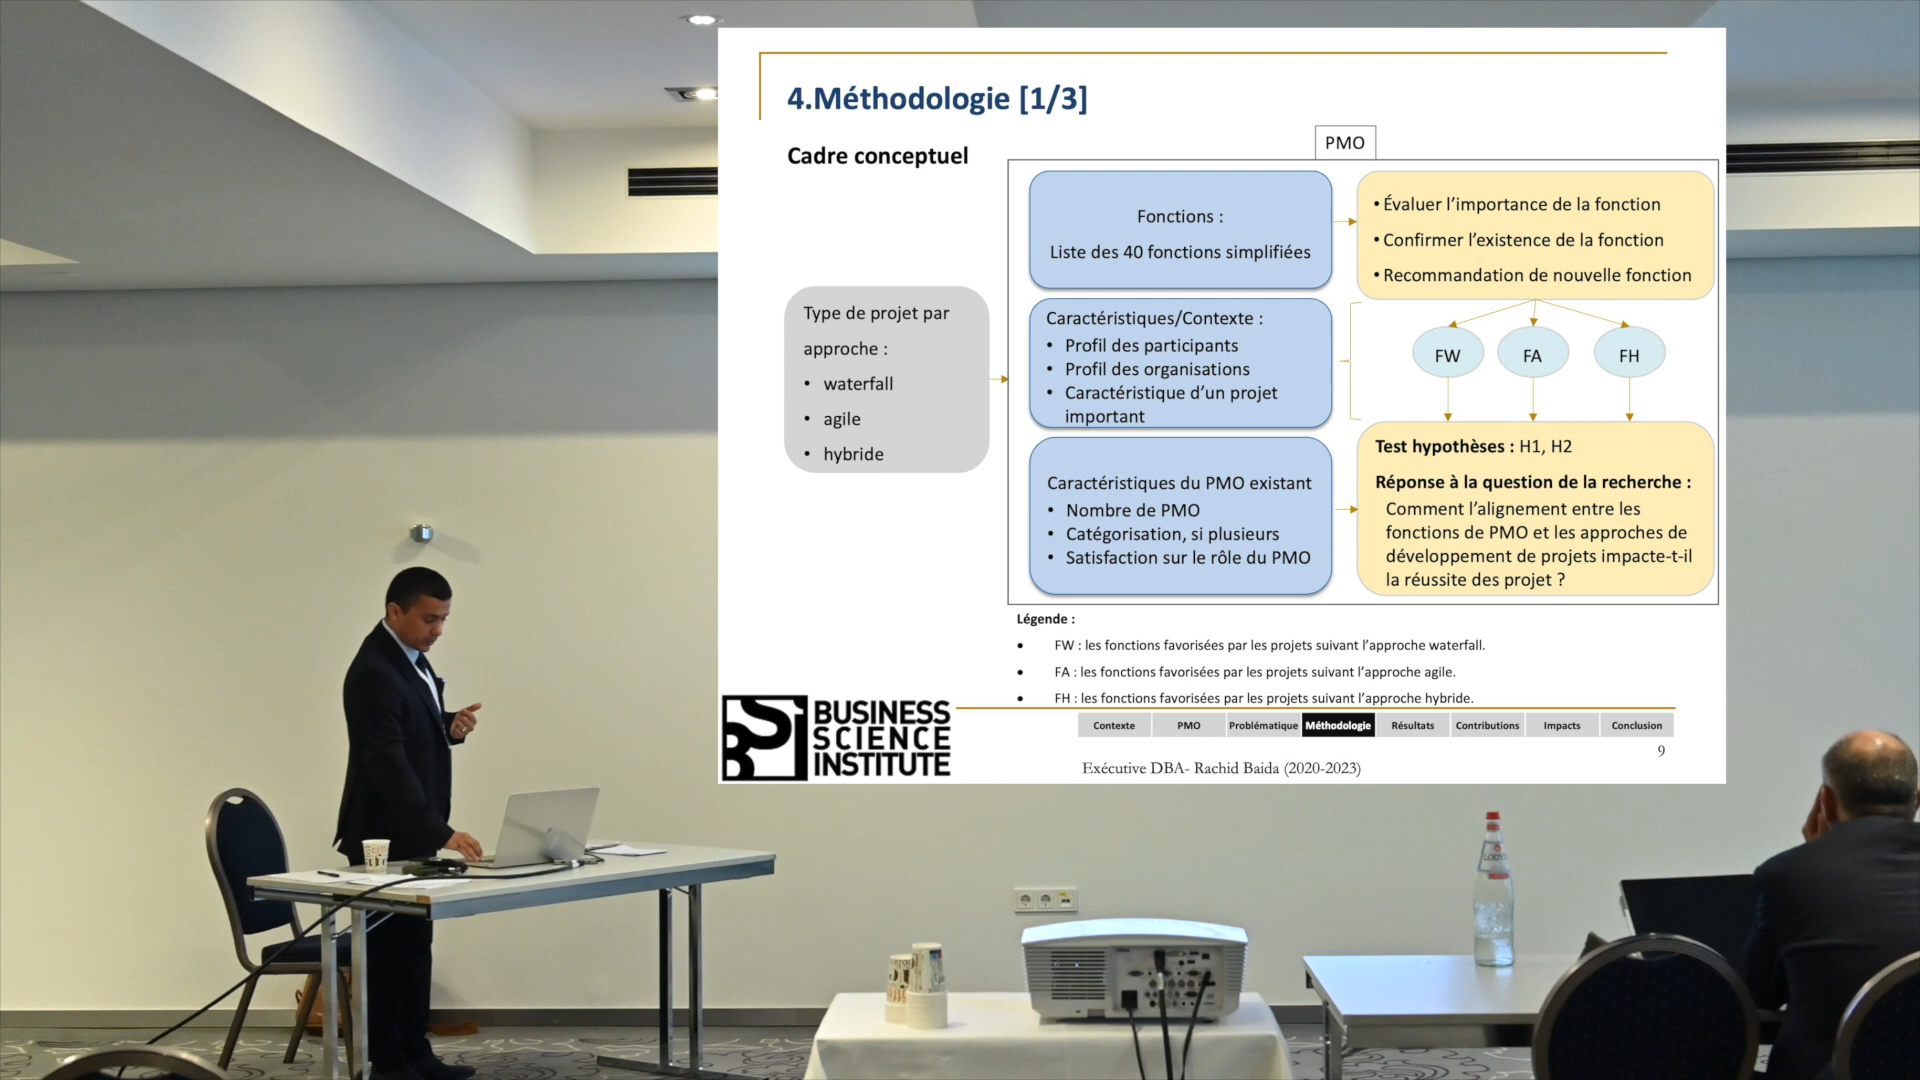 4.Méthodologie [1/3]
Cadre conceptuel
PMO
Type de projet par
approche :
• waterfall
• agile
• hybride
Fonctions :
Liste des 40 fonctions simplifiées
Caractéristiques/Contexte :
• Profil des participants
• Profil des organisations
• Caractéristique d'un projet
important
Caractéristiques du PMO existant
• Nombre de PMO
• Catégorisation, si plusieurs
• Satisfaction sur le rôle du PMO
• Évaluer l'importance de la fonction
• Confirmer l'existence de la fonction
• Recommandation de nouvelle fonction
FW FA FH
Test hypothèses : H1, H2
Réponse à la question de la recherche :
Comment l'alignement entre les
fonctions de PMO et les approches de
développement de projets impacte-t-il
la réussite des projet ?
Légende :
• FW : les fonctions favorisées par les projets suivant l'approche waterfall.
• FA : les fonctions favorisées par les projets suivant l'approche agile.
• FH : les fonctions favorisées par les projets suivant l'approche hybride.
BSI
BUSINESS
SCIENCE
INSTITUTE
Contexte PMO Problématique Méthodologie Résultats Contributions Impacts Conclusion
9
Exécutive DBA- Rachid Baida (2020-2023)